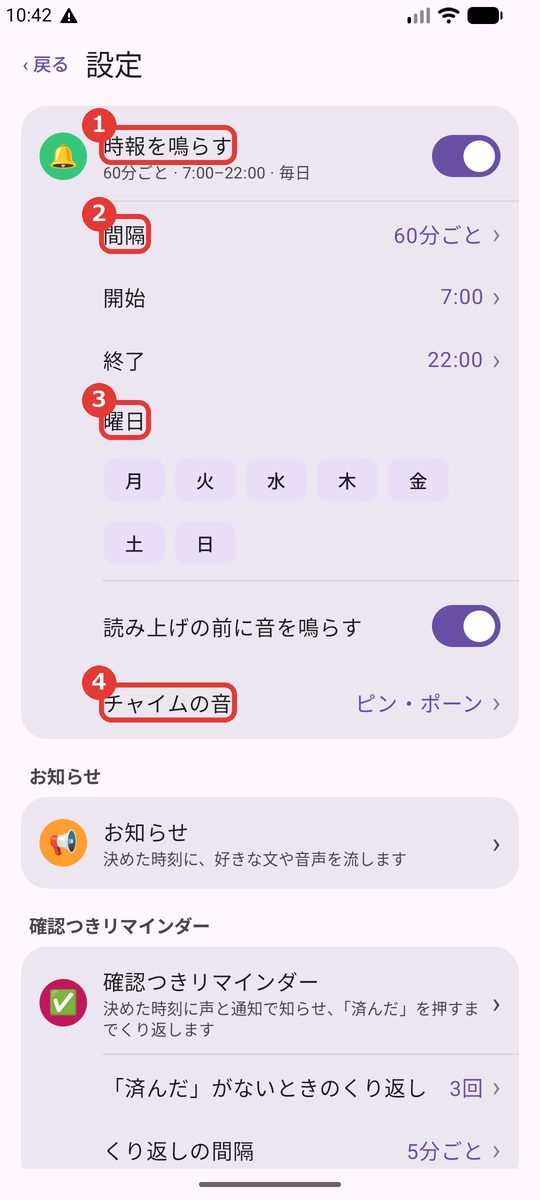 10:42
‹ 戻る 設定
1
時報を鳴らす
60分ごと · 7:00–22:00 · 毎日
2
間隔 60分ごと ›
開始 7:00 ›
終了 22:00 ›
3
曜日
月 火 水 木 金
土 日
読み上げの前に音を鳴らす
4
チャイムの音 ピン・ポーン ›
お知らせ
お知らせ
決めた時刻に、好きな文や音声を流します ›
確認つきリマインダー
確認つきリマインダー
決めた時刻に声と通知で知らせ、「済んだ」を押すま ›
でくり返します
「済んだ」がないときのくり返し 3回 ›
くり返しの間隔 5分ごと ›